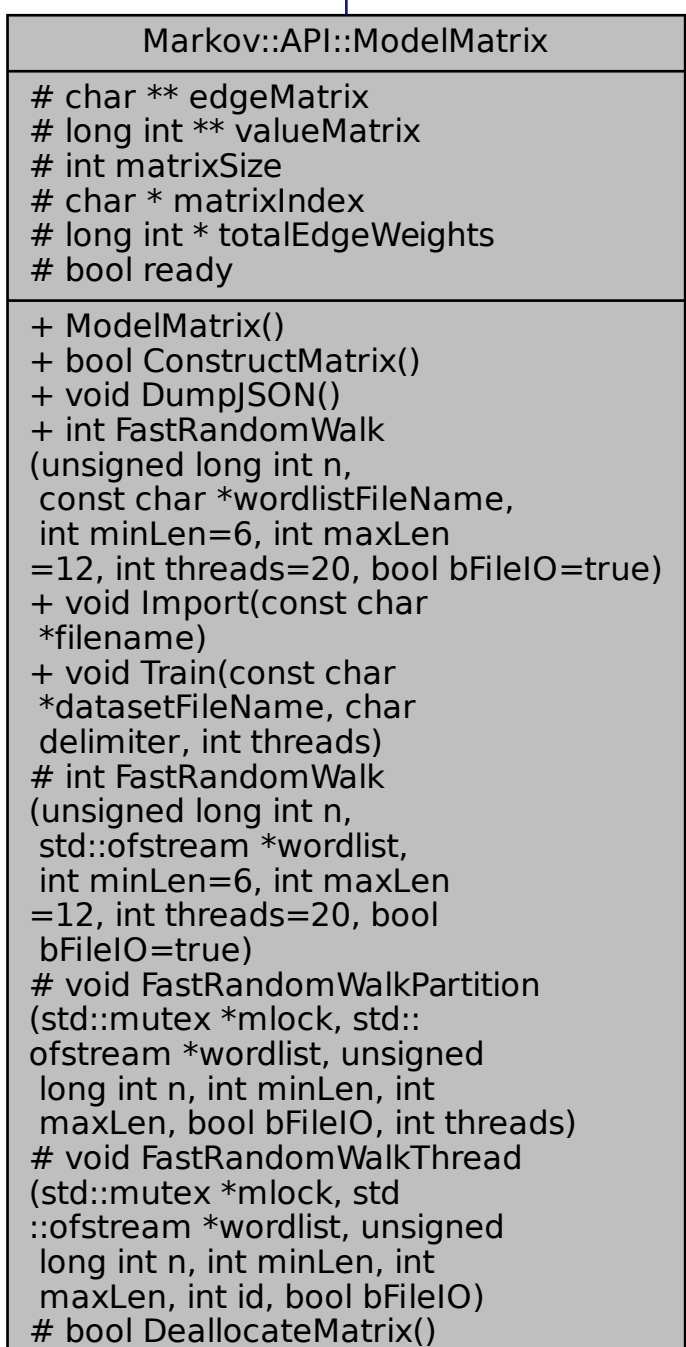 Markov::API::ModelMatrix
# char ** edgeMatrix
# long int ** valueMatrix
# int matrixSize
# char * matrixIndex
# long int * totalEdgeWeights
# bool ready
+ ModelMatrix()
+ bool ConstructMatrix()
+ void DumpJSON()
+ int FastRandomWalk
(unsigned long int n,
const char *wordlistFileName,
int minLen=6, int maxLen
=12, int threads=20, bool bFileIO=true)
+ void Import(const char
*filename)
+ void Train(const char
*datasetFileName, char
delimiter, int threads)
# int FastRandomWalk
(unsigned long int n,
std::ofstream *wordlist,
int minLen=6, int maxLen
=12, int threads=20, bool
bFileIO=true)
# void FastRandomWalkPartition
(std::mutex *mlock, std::
ofstream *wordlist, unsigned
long int n, int minLen, int
maxLen, bool bFileIO, int threads)
# void FastRandomWalkThread
(std::mutex *mlock, std
::ofstream *wordlist, unsigned
long int n, int minLen, int
maxLen, int id, bool bFileIO)
# bool DeallocateMatrix()